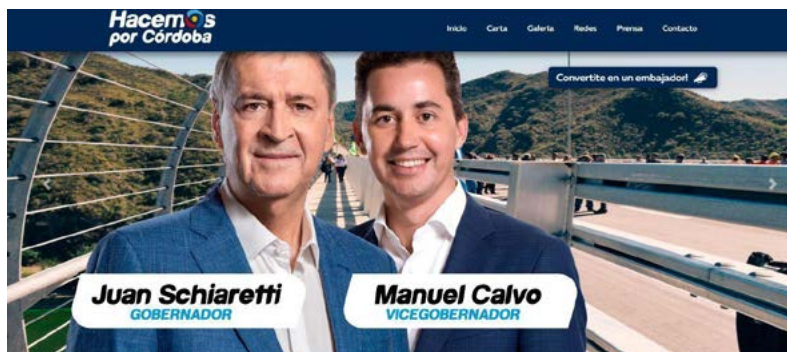 Hacemos
por Córdoba
Inicio Carta Galería Redes Prensa Contacto
Convertite en un embajador!
Juan Schiaretti
GOBERNADOR
Manuel Calvo
VICEGOBERNADOR